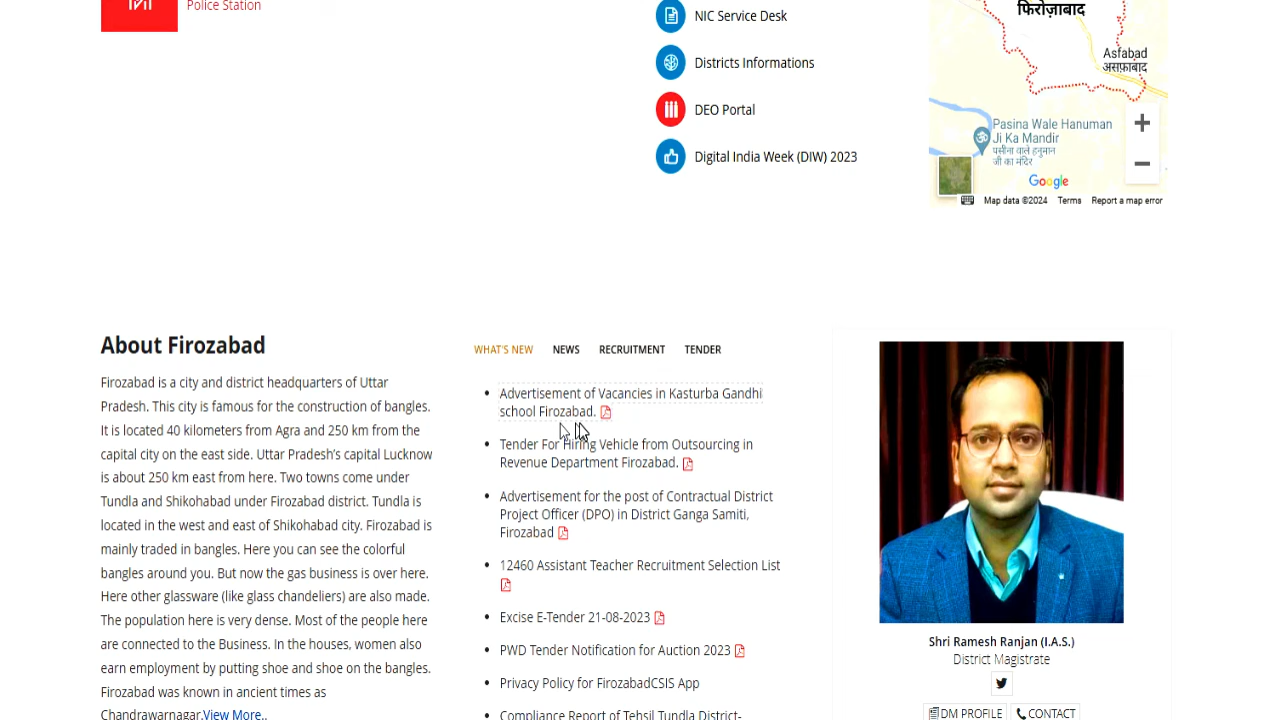 Police Station
NIC Service Desk
Districts Informations
DEO Portal
Digital India Week (DIW) 2023
फिरोज़ाबाद
Asfabad
असफ़ाबाद
Pasina Wale Hanuman
Ji Ka Mandir
पसीना वाले हनुमान
जी का मंदिर
Google
Map data ©2024 Terms Report a map error
About Firozabad
Firozabad is a city and district headquarters of Uttar
Pradesh. This city is famous for the construction of bangles.
It is located 40 kilometers from Agra and 250 km from the
capital city on the east side. Uttar Pradesh's capital Lucknow
is about 250 km east from here. Two towns come under
Tundla and Shikohabad under Firozabad district. Tundla is
located in the west and east of Shikohabad city. Firozabad is
mainly traded in bangles. Here you can see the colorful
bangles around you. But now the gas business is over here.
Here other glassware (like glass chandeliers) are also made.
The population here is very dense. Most of the people here
are connected to the Business. In the houses, women also
earn employment by putting shoe and shoe on the bangles.
Firozabad was known in ancient times as
Chandrawarnagar.View More..
WHAT'S NEW NEWS RECRUITMENT TENDER
• Advertisement of Vacancies in Kasturba Gandhi
school Firozabad.
• Tender For Hiring Vehicle from Outsourcing in
Revenue Department Firozabad.
• Advertisement for the post of Contractual District
Project Officer (DPO) in District Ganga Samiti,
Firozabad
• 12460 Assistant Teacher Recruitment Selection List
• Excise E-Tender 21-08-2023
• PWD Tender Notification for Auction 2023
• Privacy Policy for FirozabadCSIS App
• Compliance Report of Tehsil Tundla District-
Shri Ramesh Ranjan (I.A.S.)
District Magistrate
DM PROFILE CONTACT